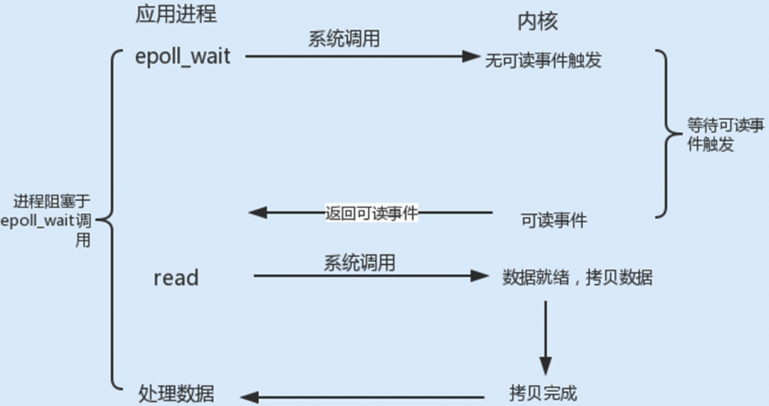 应用进程
内核
epoll_wait
系统调用
无可读事件触发
等待可读事
件触发
进程阻塞于
epoll_wait调
用
返回可读事件
可读事件
read
系统调用
数据就绪，拷贝数据
处理数据
拷贝完成